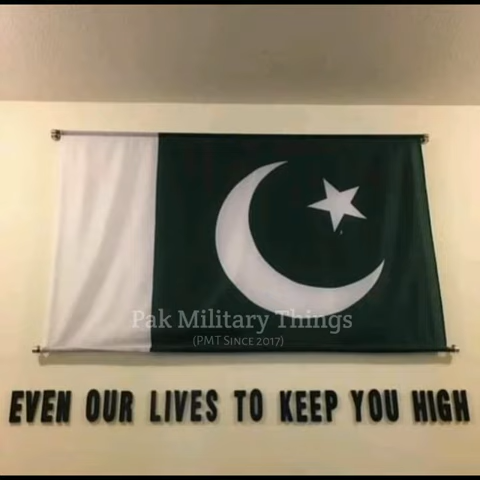 Pak Military Things
(PMT Since 2017)
EVEN OUR LIVES TO KEEP YOU HIGH